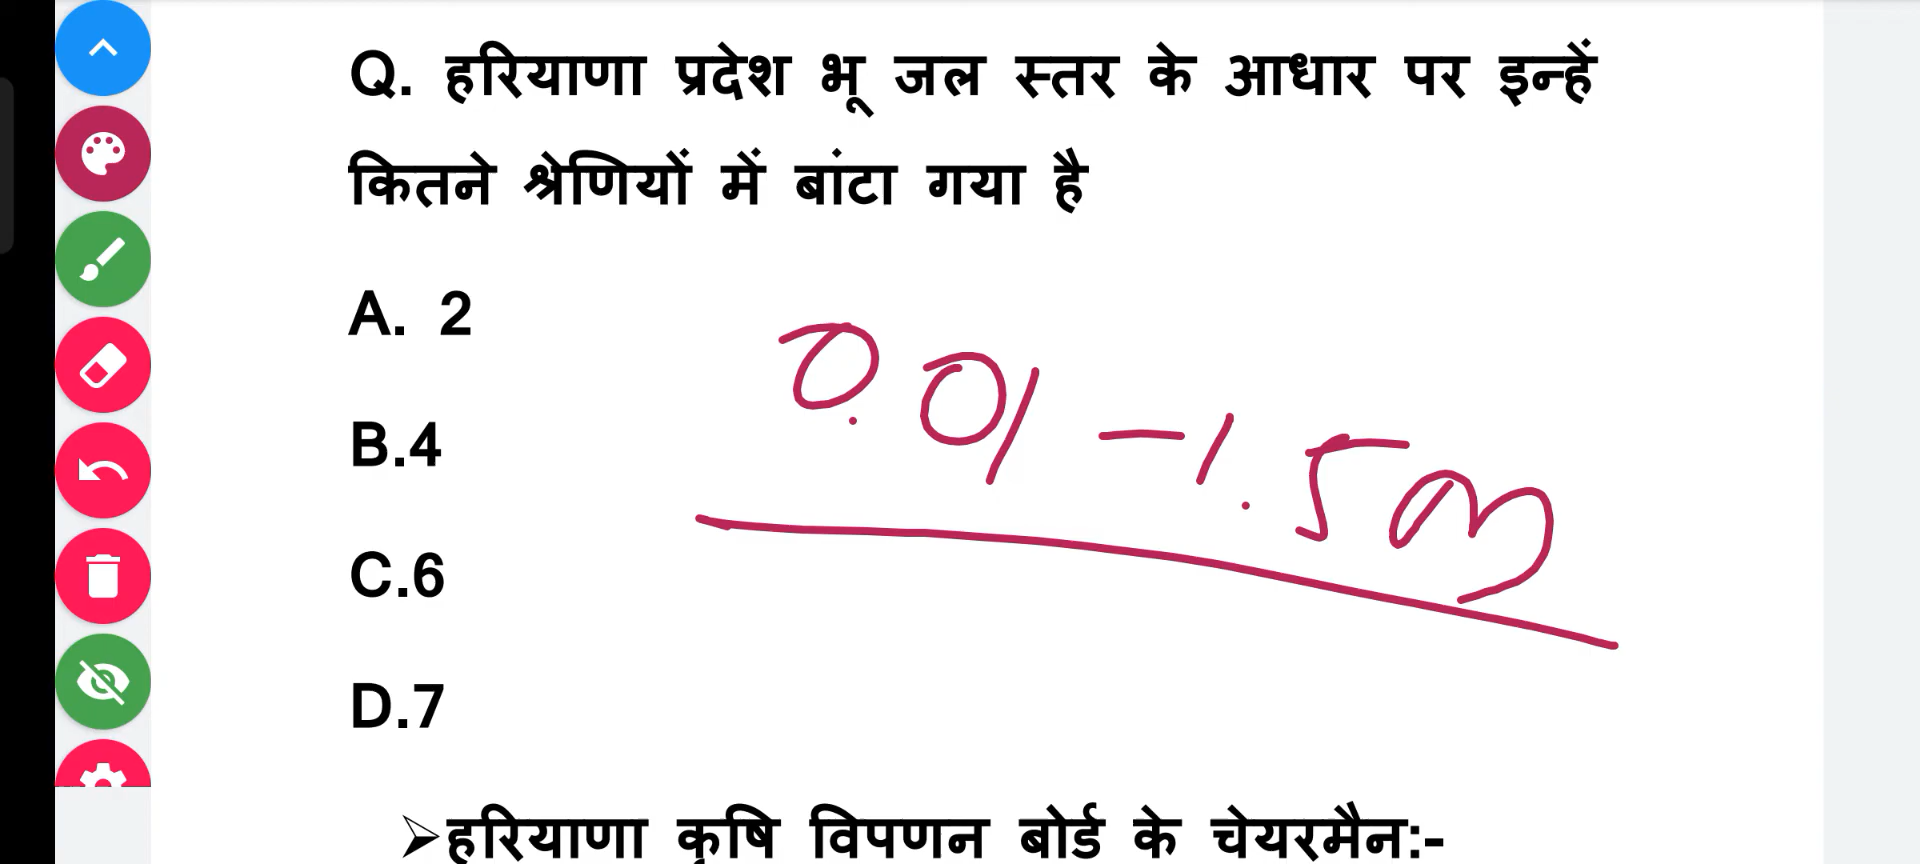 Q. हरियाणा प्रदेश भू जल स्तर के आधार पर इन्हें
कितने श्रेणियों में बांटा गया है
A. 2
0.01-1.5m
B.4
C.6
D.7
➤हरियाणा कृषि विपणन बोर्ड के चेयरमैन:-